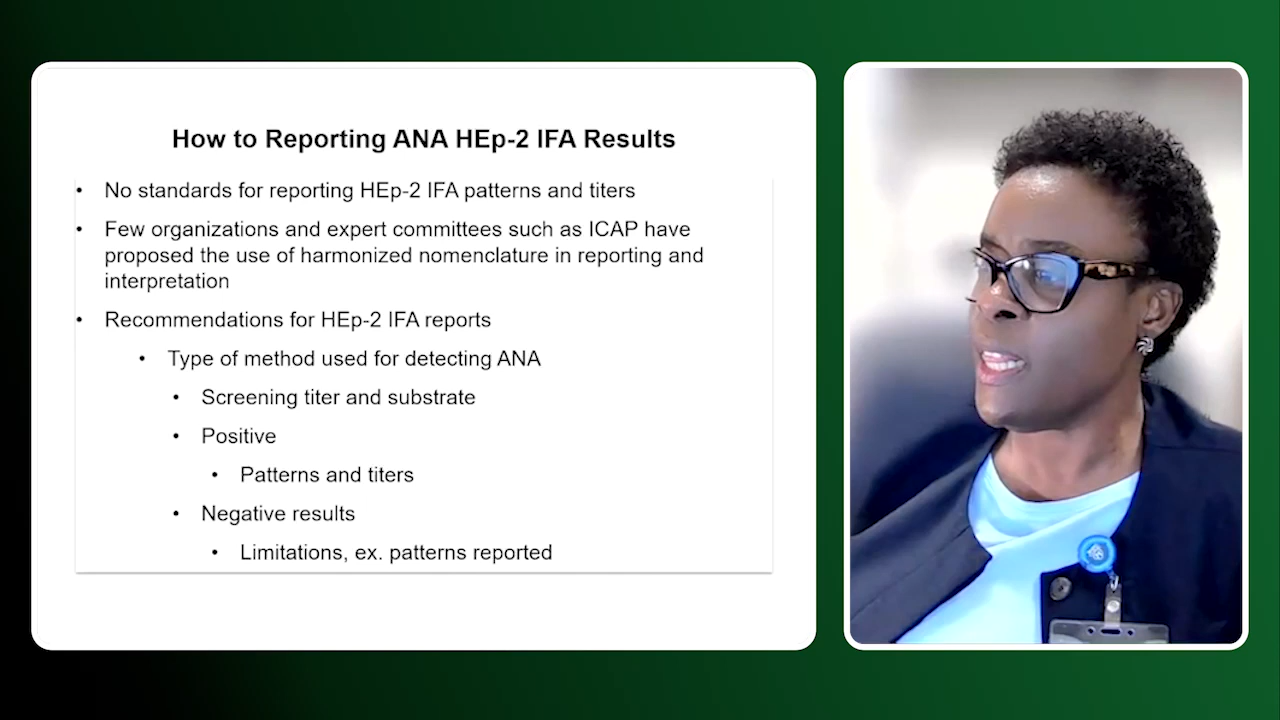 How to Reporting ANA HEp-2 IFA Results
• No standards for reporting HEp-2 IFA patterns and titers
• Few organizations and expert committees such as ICAP have
proposed the use of harmonized nomenclature in reporting and
interpretation
• Recommendations for HEp-2 IFA reports
• Type of method used for detecting ANA
• Screening titer and substrate
• Positive
• Patterns and titers
• Negative results
• Limitations, ex. patterns reported